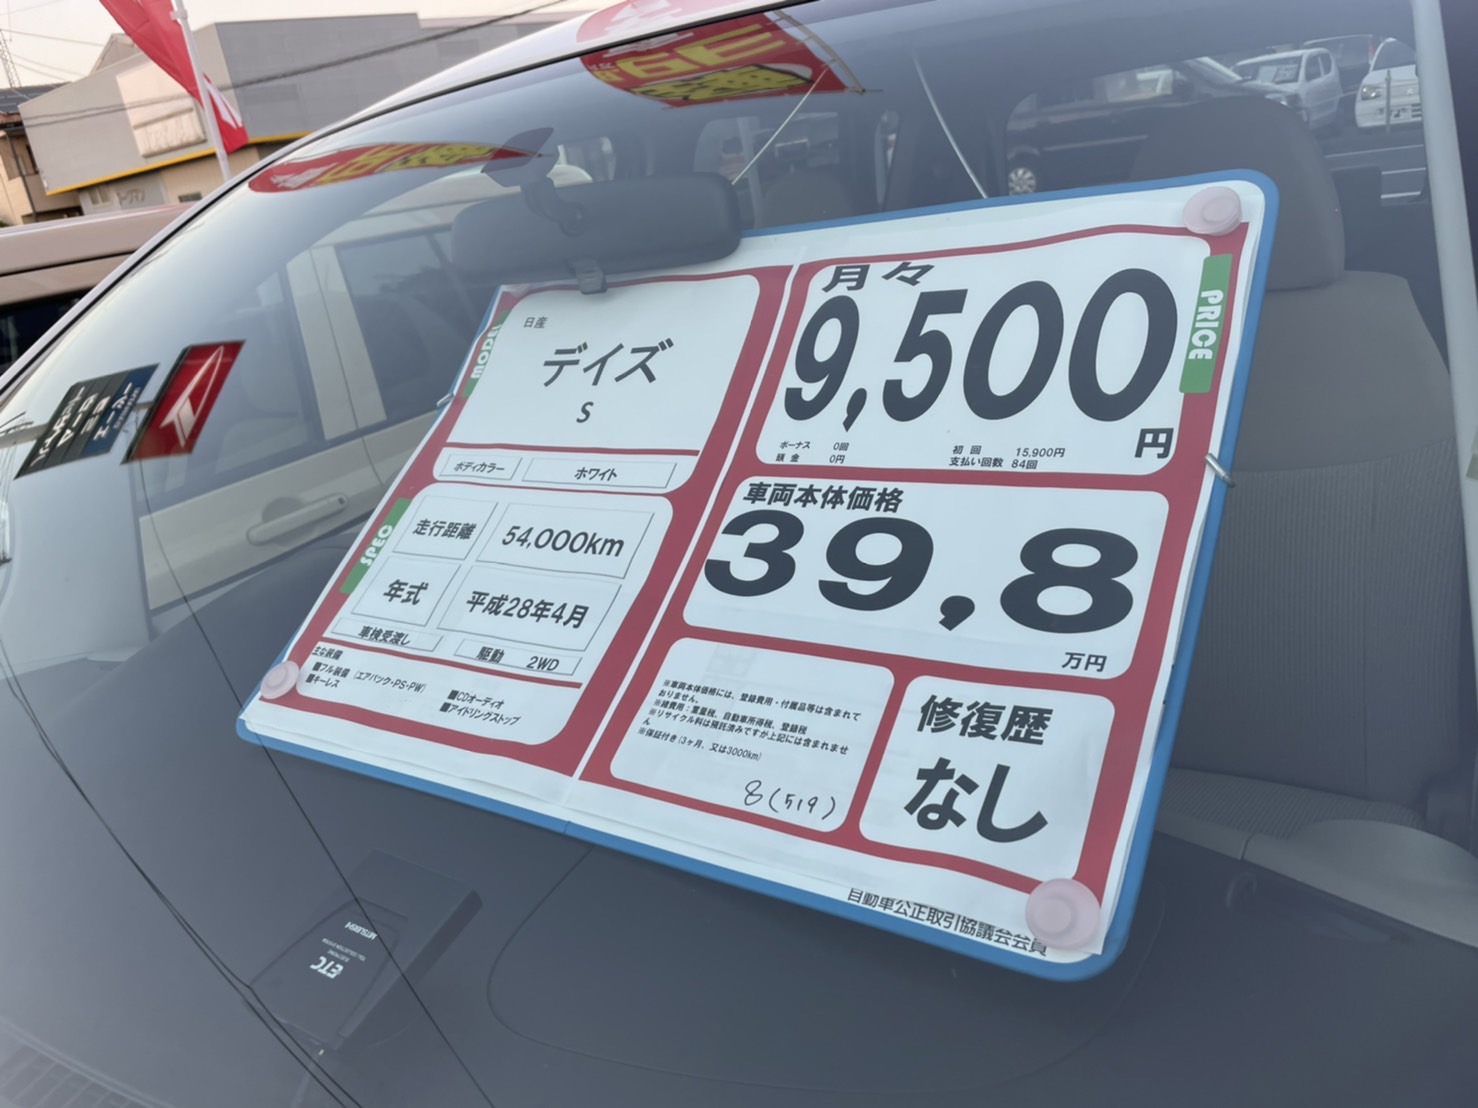 MODEL
日産
デイズ
S
ボディカラー ホワイト
SPEC
走行距離 54,000km
年式 平成28年4月
車検受渡し 駆動 2WD
主な装備
■フル装備 (エアバック・PS・PW) ■CDオーディオ
■キーレス ■アイドリングストップ
PRICE
月々
9,500
円
ボーナス 0回 初回 15,900円
頭金 0円 支払い回数 84回
車両本体価格
39,8
万円
※車両本体価格には、登録費用・付属品等は含まれて
おりません。
※諸費用：重量税、自動車所得税、登録税
※リサイクル料は預託済みですが上記には含まれませ
ん
※保証付き(3ヶ月、又は3000km)
8(519)
修復歴
なし
自動車公正取引協議会会員
MITSUBISHI
ETC